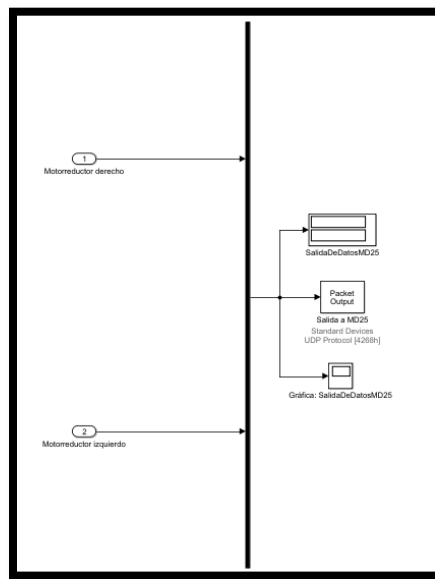 1
Motorreductor derecho
SalidaDeDatosMD25
Packet
Output
Salida a MD25
Standard Devices
UDP Protocol [4268h]
Gráfica: SalidaDeDatosMD25
2
Motorreductor izquierdo